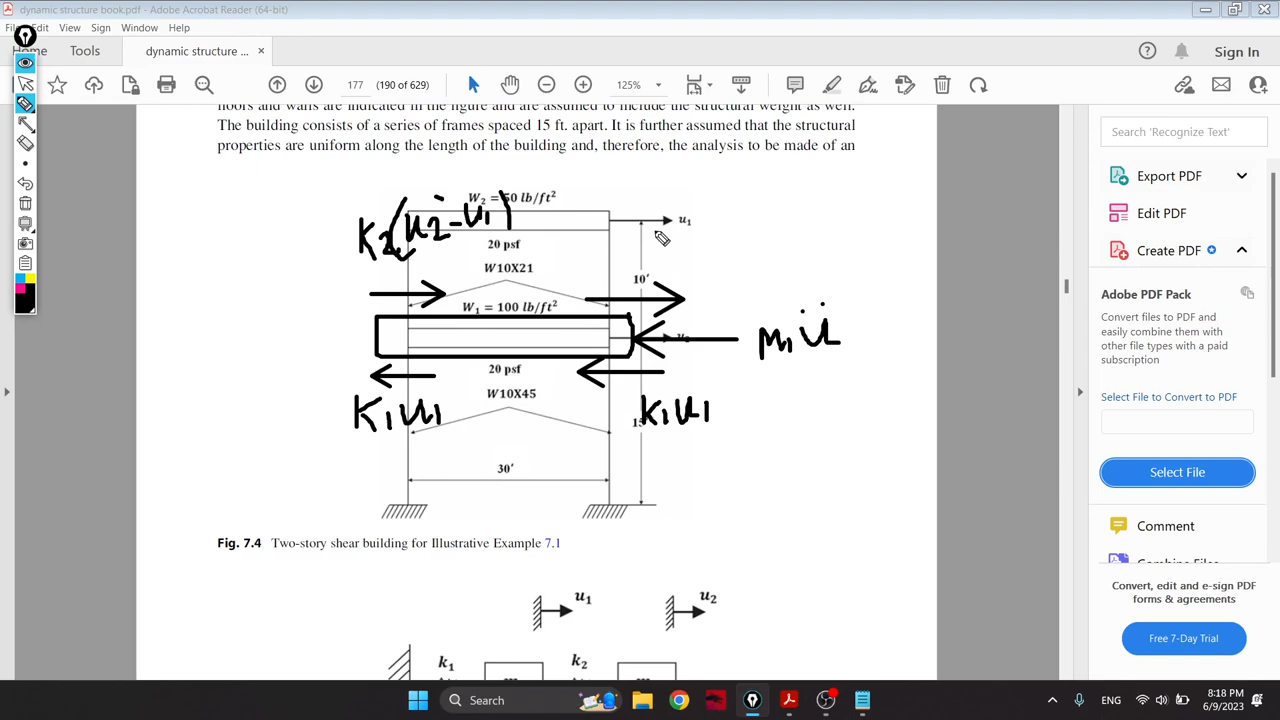 dynamic structure book.pdf - Adobe Acrobat Reader (64-bit)
File Edit View Sign Window Help
Home Tools dynamic structure ... × Sign In
177 (190 of 629) 125%
floors and walls are indicated in the figure and are assumed to include the structural weight as well.
The building consists of a series of frames spaced 15 ft. apart. It is further assumed that the structural
properties are uniform along the length of the building and, therefore, the analysis to be made of an
W₂ = 50 lb/ft²
K2(u2-u1)
u₁
20 psf
W10X21
10′
W₁ = 100 lb/ft²
m1ü
20 psf
W10X45
K1u1
k1u1
30′
Fig. 7.4 Two-story shear building for Illustrative Example 7.1
u₁ u₂
k₁ k₂
Search 'Recognize Text'
Export PDF
Edit PDF
Create PDF
Adobe PDF Pack
Convert files to PDF and
easily combine them with
other file types with a paid
subscription
Select File to Convert to PDF
Select File
Comment
Combine Files
Convert, edit and e-sign PDF
forms & agreements
Free 7-Day Trial
Search
ENG
8:18 PM
6/9/2023